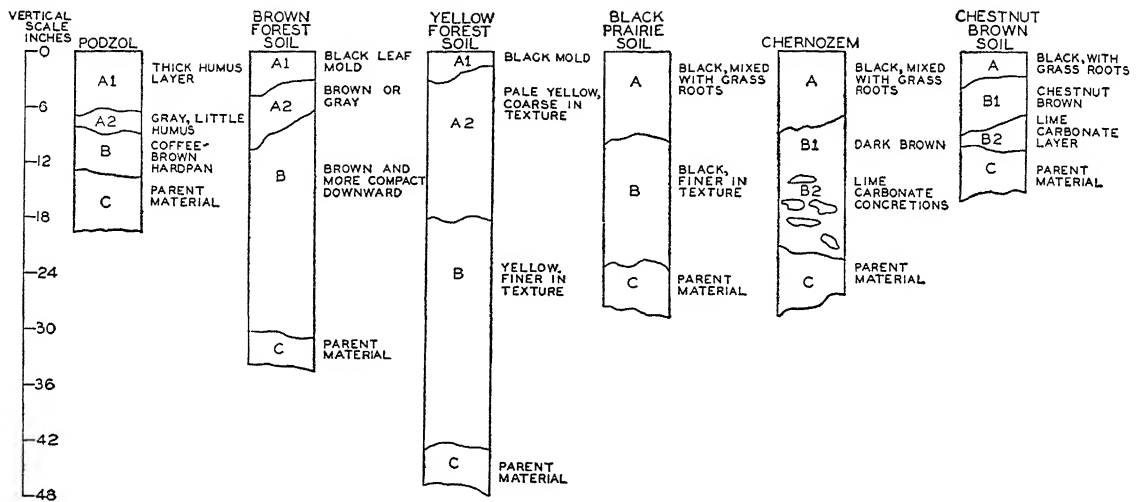 VERTICAL
SCALE
INCHES
0
6
12
18
24
30
36
42
48
PODZOL
A1
THICK HUMUS
LAYER
A2
GRAY, LITTLE
HUMUS
B
COFFEE-
BROWN
HARDPAN
C
PARENT
MATERIAL
BROWN
FOREST
SOIL
A1
BLACK LEAF
MOLD
A2
BROWN OR
GRAY
B
BROWN AND
MORE COMPACT
DOWNWARD
C
PARENT
MATERIAL
YELLOW
FOREST
SOIL
A1
BLACK MOLD
A2
PALE YELLOW,
COARSE IN
TEXTURE
B
YELLOW,
FINER IN
TEXTURE
C
PARENT
MATERIAL
BLACK
PRAIRIE
SOIL
A
BLACK, MIXED
WITH GRASS
ROOTS
B
BLACK,
FINER IN
TEXTURE
C
PARENT
MATERIAL
CHERNOZEM
A
BLACK, MIXED
WITH GRASS
ROOTS
B1
DARK BROWN
B2
LIME
CARBONATE
CONCRETIONS
C
PARENT
MATERIAL
CHESTNUT
BROWN
SOIL
A
BLACK, WITH
GRASS ROOTS
B1
CHESTNUT
BROWN
B2
LIME
CARBONATE
LAYER
C
PARENT
MATERIAL